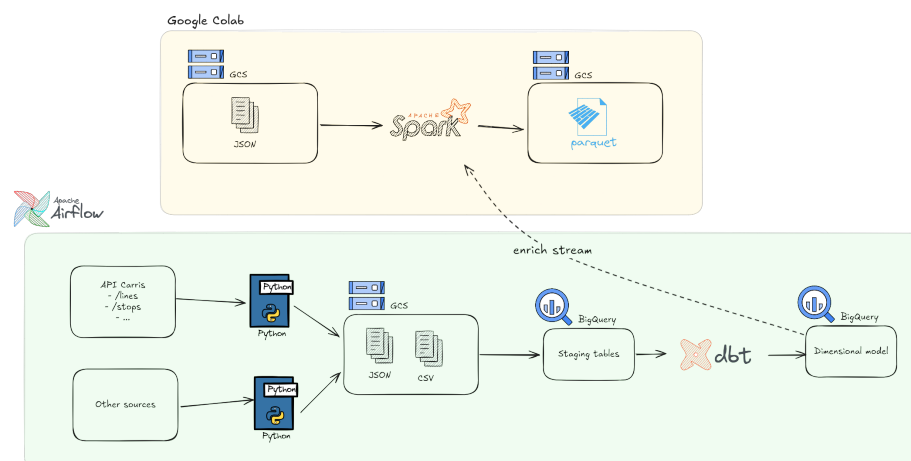 Google Colab
GCS
GCS
JSON
APACHE
Spark
parquet
Apache
Airflow
enrich stream
API Carris
- /lines
- /stops
- ...
Python
Python
GCS
JSON
CSV
BigQuery
Staging tables
dbt
BigQuery
Dimensional model
Other sources
Python
Python